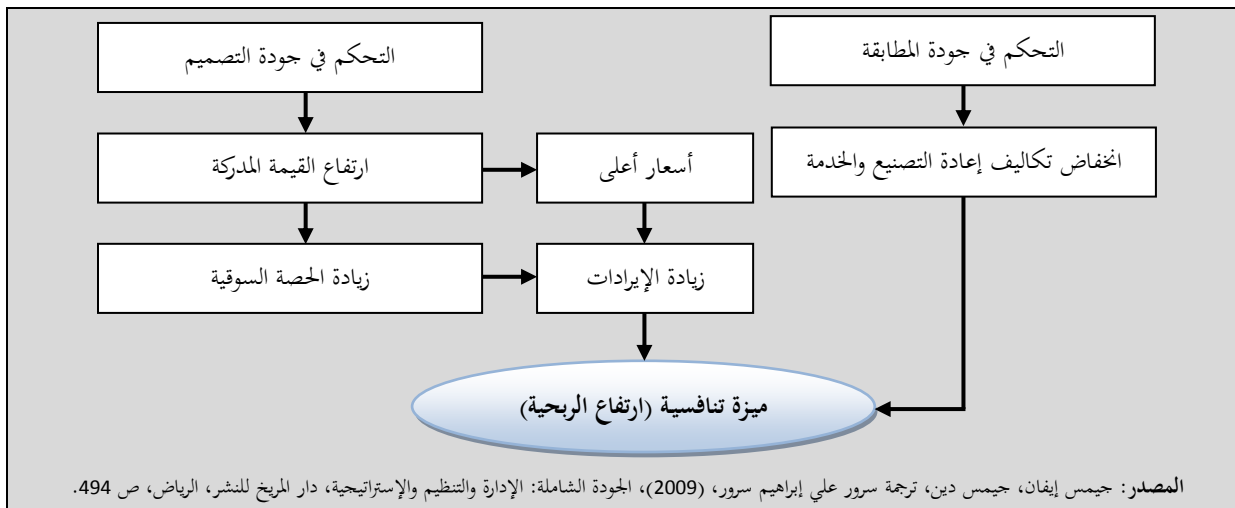 التحكم في جودة المطابقة
التحكم في جودة التصميم
انخفاض تكاليف إعادة التصنيع والخدمة
أسعار أعلى
ارتفاع القيمة المدركة
زيادة الإيرادات
زيادة الحصة السوقية
ميزة تنافسية (ارتفاع الربحية)
المصدر: جيمس إيفان، جيمس دين، ترجمة سرور علي إبراهيم سرور، (2009)، الجودة الشاملة: الإدارة والتنظيم والإستراتيجية، دار المريخ للنشر، الرياض، ص 494.